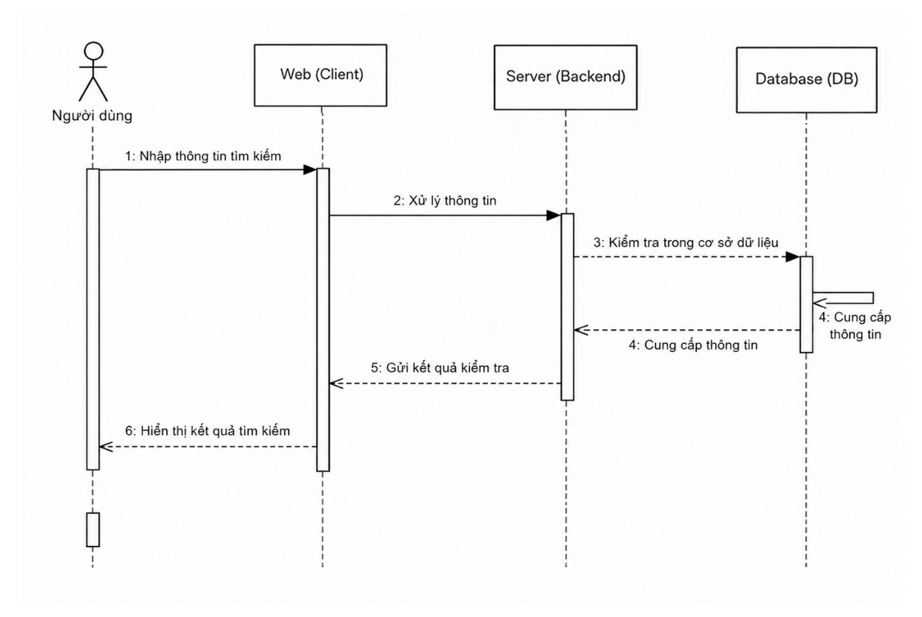 Web (Client)
Server (Backend)
Database (DB)
Người dùng
1: Nhập thông tin tìm kiếm
2: Xử lý thông tin
3: Kiểm tra trong cơ sở dữ liệu
4: Cung cấp
thông tin
4: Cung cấp thông tin
5: Gửi kết quả kiểm tra
6: Hiển thị kết quả tìm kiếm